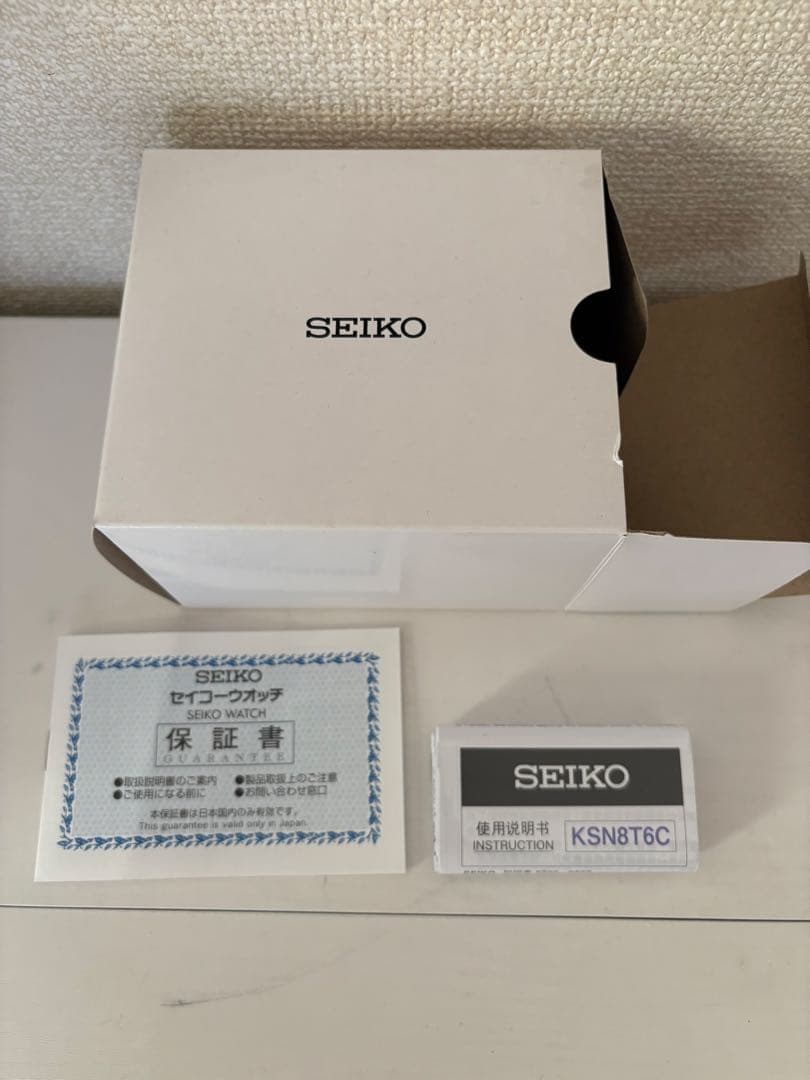 SEIKO
SEIKO
セイコーウオッチ
SEIKO WATCH
保証書
GUARANTEE
●取扱説明書のご案内 ●製品取扱上のご注意
●ご使用になる前に ●お問い合わせ窓口
本保証書は日本国内のみ有効です。
This guarantee is valid only in Japan.
SEIKO
使用说明书
INSTRUCTION KSN8T6C